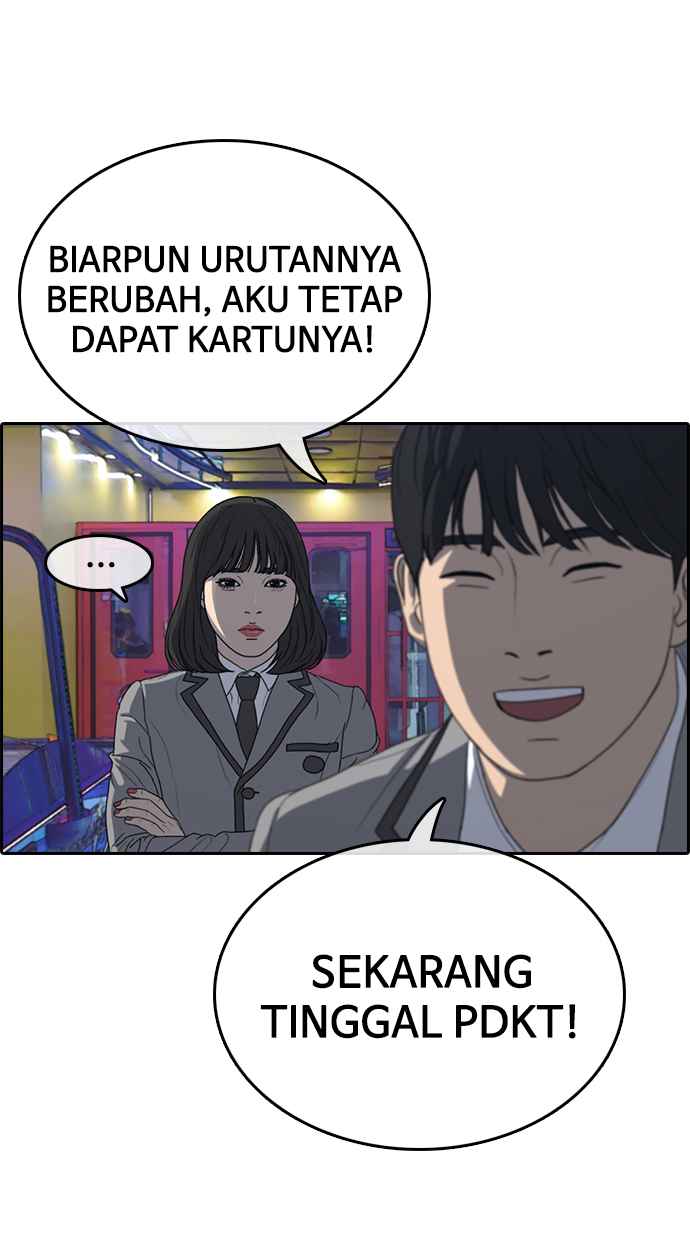 BIARPUN URUTANNYA
BERUBAH, AKU TETAP
DAPAT KARTUNYA!
...
SEKARANG
TINGGAL PDKT!